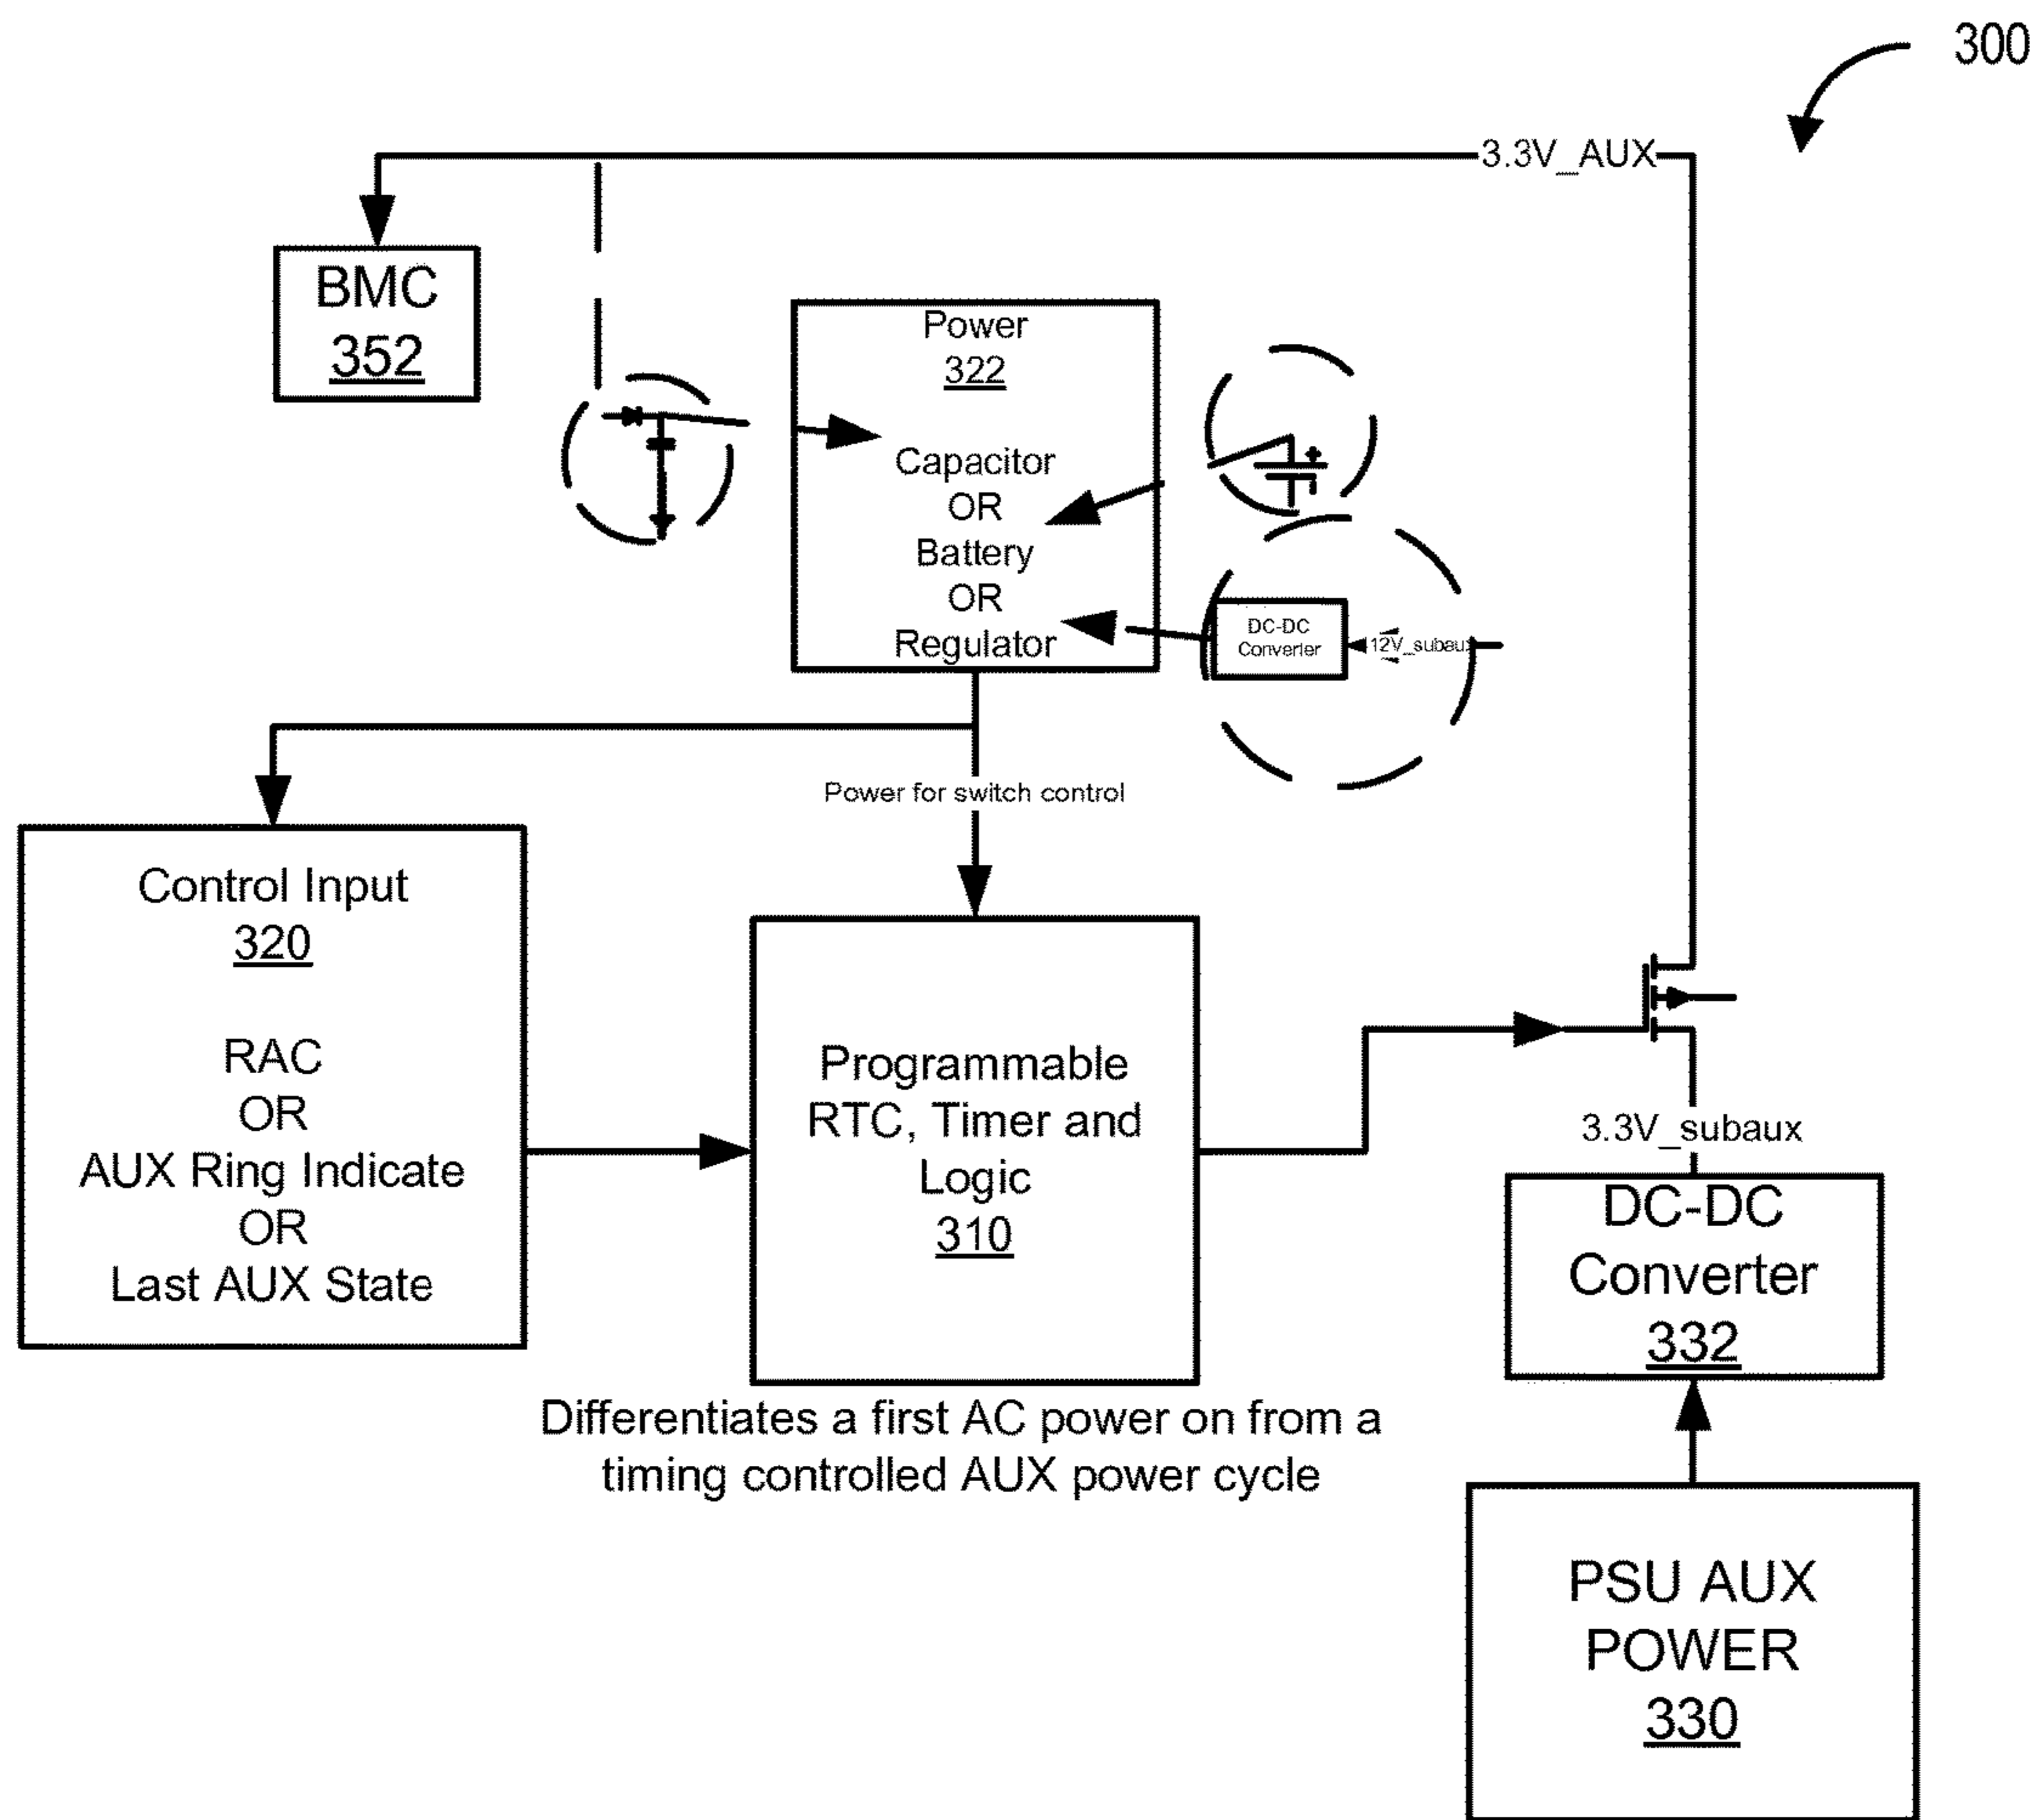 300
3.3V_AUX
BMC
352
Power
322
Capacitor
OR
Battery
OR
Regulator
DC-DC
Converter
12V_subaux
Power for switch control
Control Input
320
RAC
OR
AUX Ring Indicate
OR
Last AUX State
Programmable
RTC, Timer and
Logic
310
Differentiates a first AC power on from a
timing controlled AUX power cycle
3.3V_subaux
DC-DC
Converter
332
PSU AUX
POWER
330